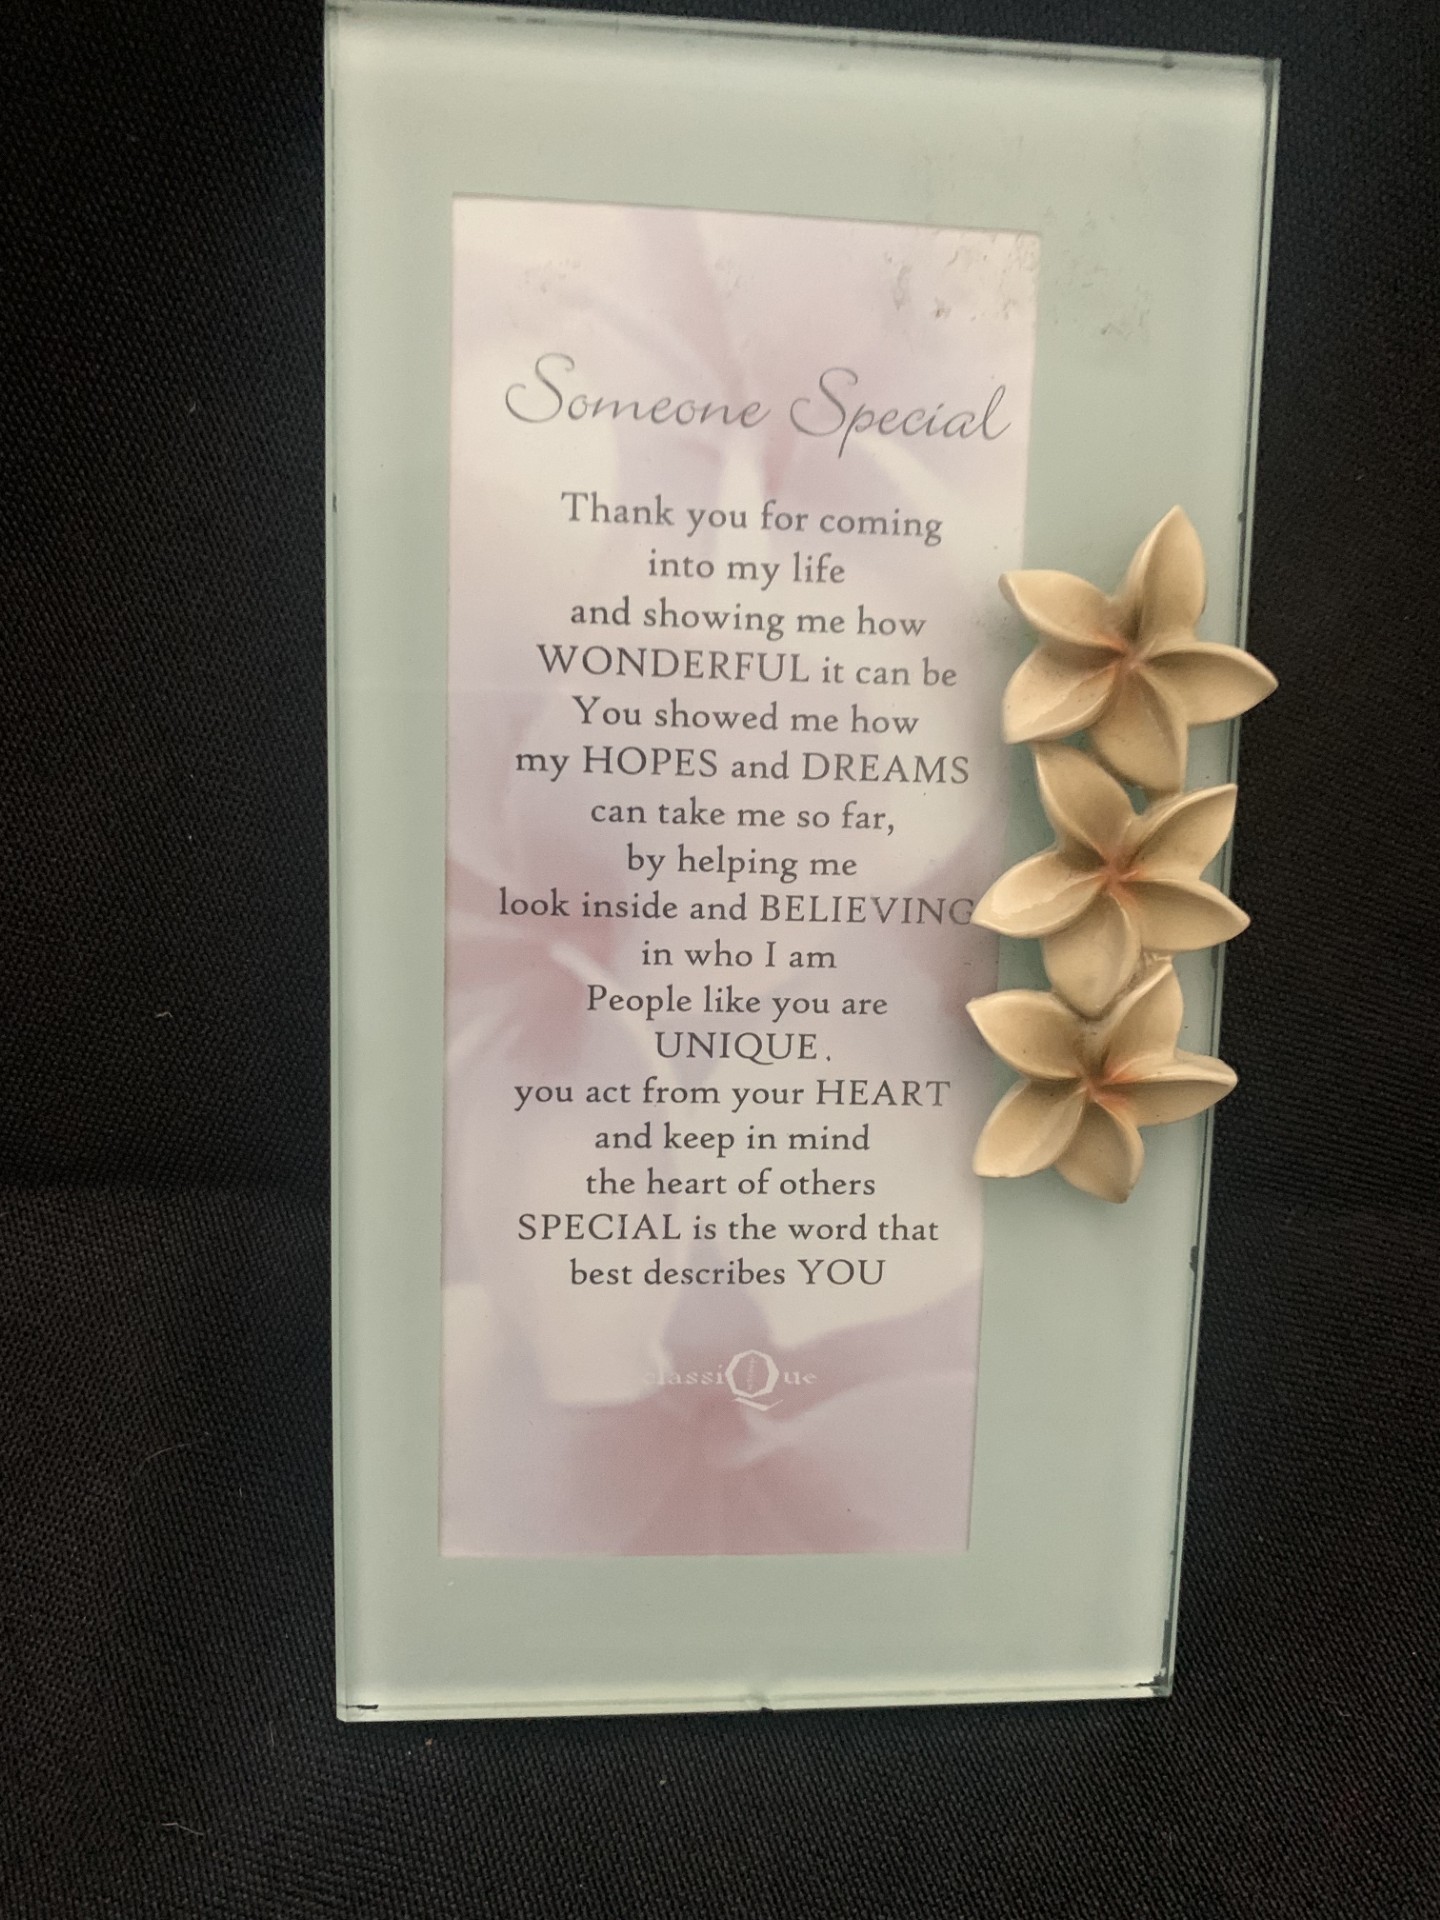 Someone Special
Thank you for coming
into my life
and showing me how
WONDERFUL it can be
You showed me how
my HOPES and DREAMS
can take me so far,
by helping me
look inside and BELIEVING
in who I am
People like you are
UNIQUE.
you act from your HEART
and keep in mind
the heart of others
SPECIAL is the word that
best describes YOU
classiQue